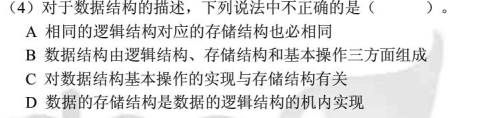 （4）对于数据结构的描述，下列说法中不正确的是（　　）。
A 相同的逻辑结构对应的存储结构也必相同
B 数据结构由逻辑结构、存储结构和基本操作三方面组成
C 对数据结构基本操作的实现与存储结构有关
D 数据的存储结构是数据的逻辑结构的机内实现